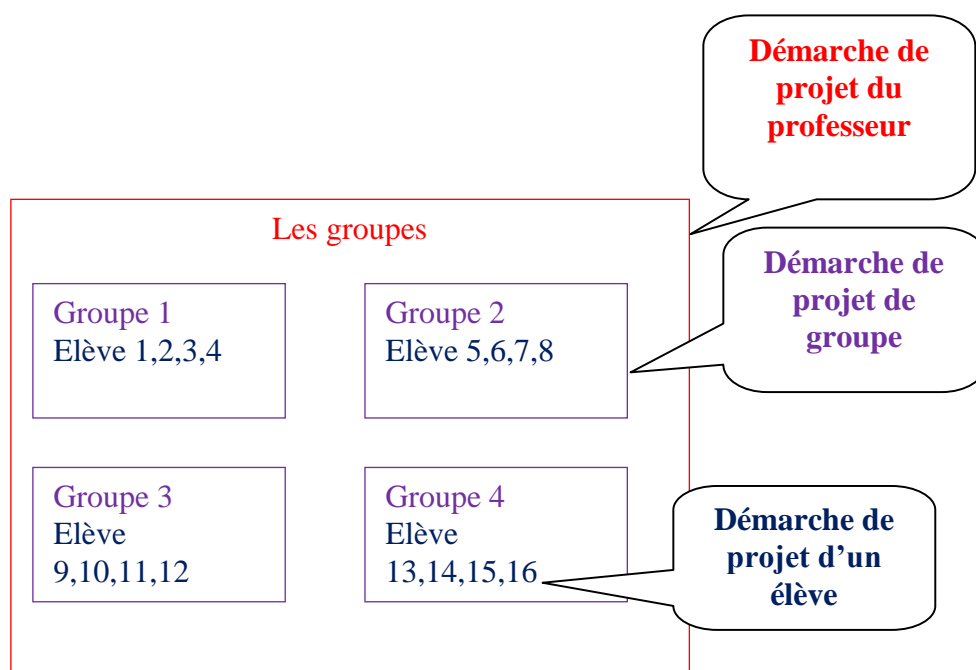 Démarche de
projet du
professeur
Les groupes
Démarche de
projet de
groupe
Groupe 1
Elève 1,2,3,4
Groupe 2
Elève 5,6,7,8
Groupe 3
Elève
9,10,11,12
Groupe 4
Elève
13,14,15,16
Démarche de
projet d’un
élève